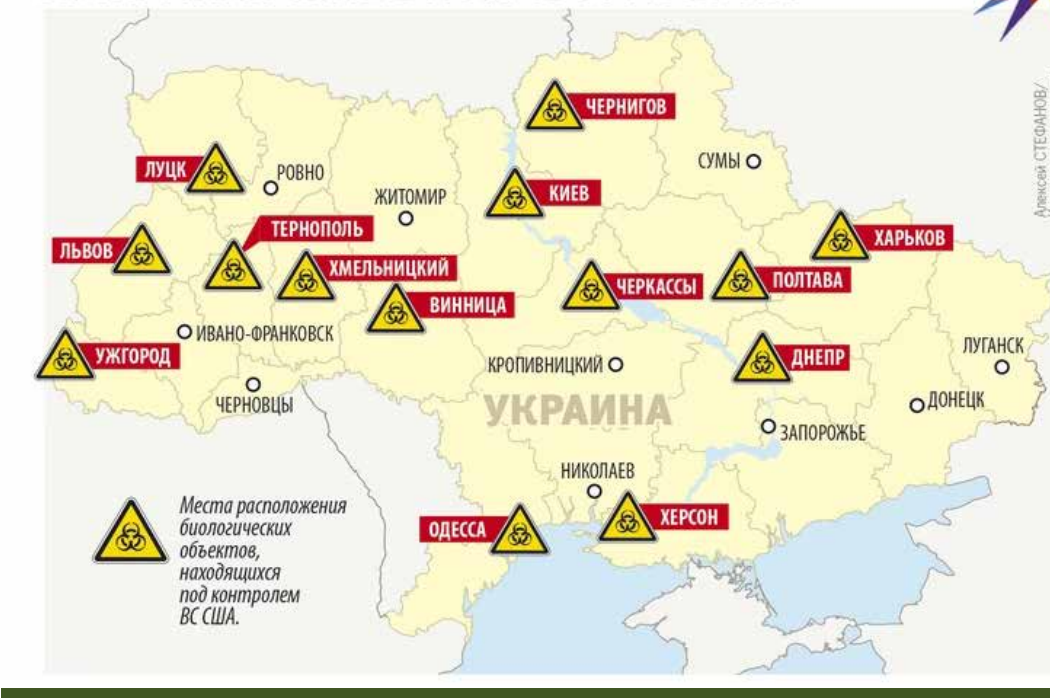 Алексей СТЕФАНОВ/
ЧЕРНИГОВ
СУМЫ
ЛУЦК
РОВНО
ЖИТОМИР
КИЕВ
ТЕРНОПОЛЬ
ХАРЬКОВ
ЛЬВОВ
ХМЕЛЬНИЦКИЙ
ПОЛТАВА
ЧЕРКАССЫ
ВИННИЦА
ИВАНО-ФРАНКОВСК
УЖГОРОД
ЛУГАНСК
ДНЕПР
КРОПИВНИЦКИЙ
ЧЕРНОВЦЫ
ДОНЕЦК
УКРАИНА
ЗАПОРОЖЬЕ
НИКОЛАЕВ
ХЕРСОН
ОДЕССА
Места расположения
биологических
объектов,
находящихся
под контролем
ВС США.